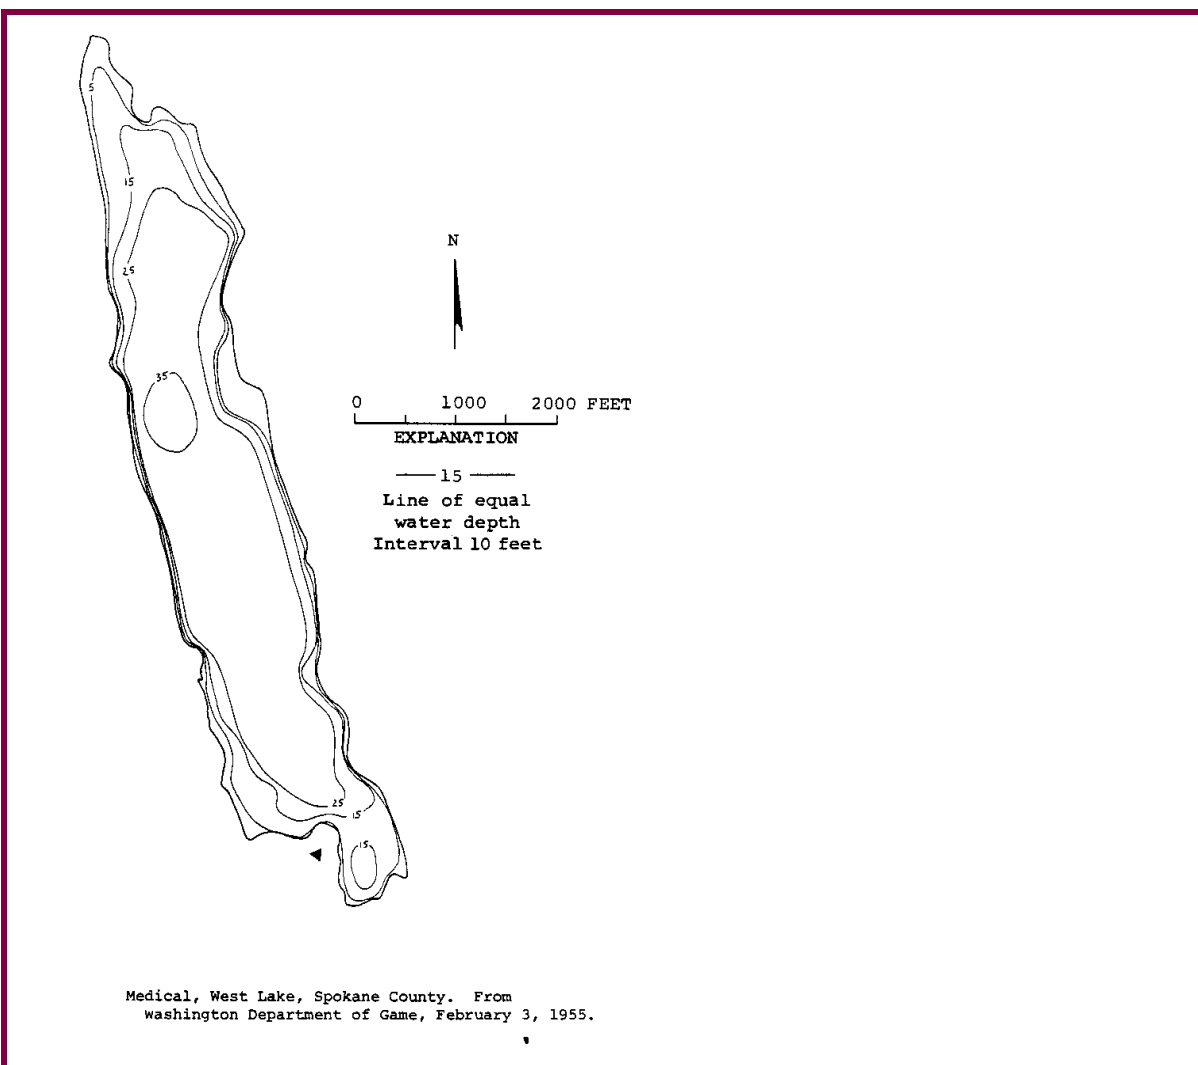 5
15
N
25
35
0 1000 2000 FEET
EXPLANATION
15
Line of equal
water depth
Interval 10 feet
25
15
15
Medical, West Lake, Spokane County. From
Washington Department of Game, February 3, 1955.